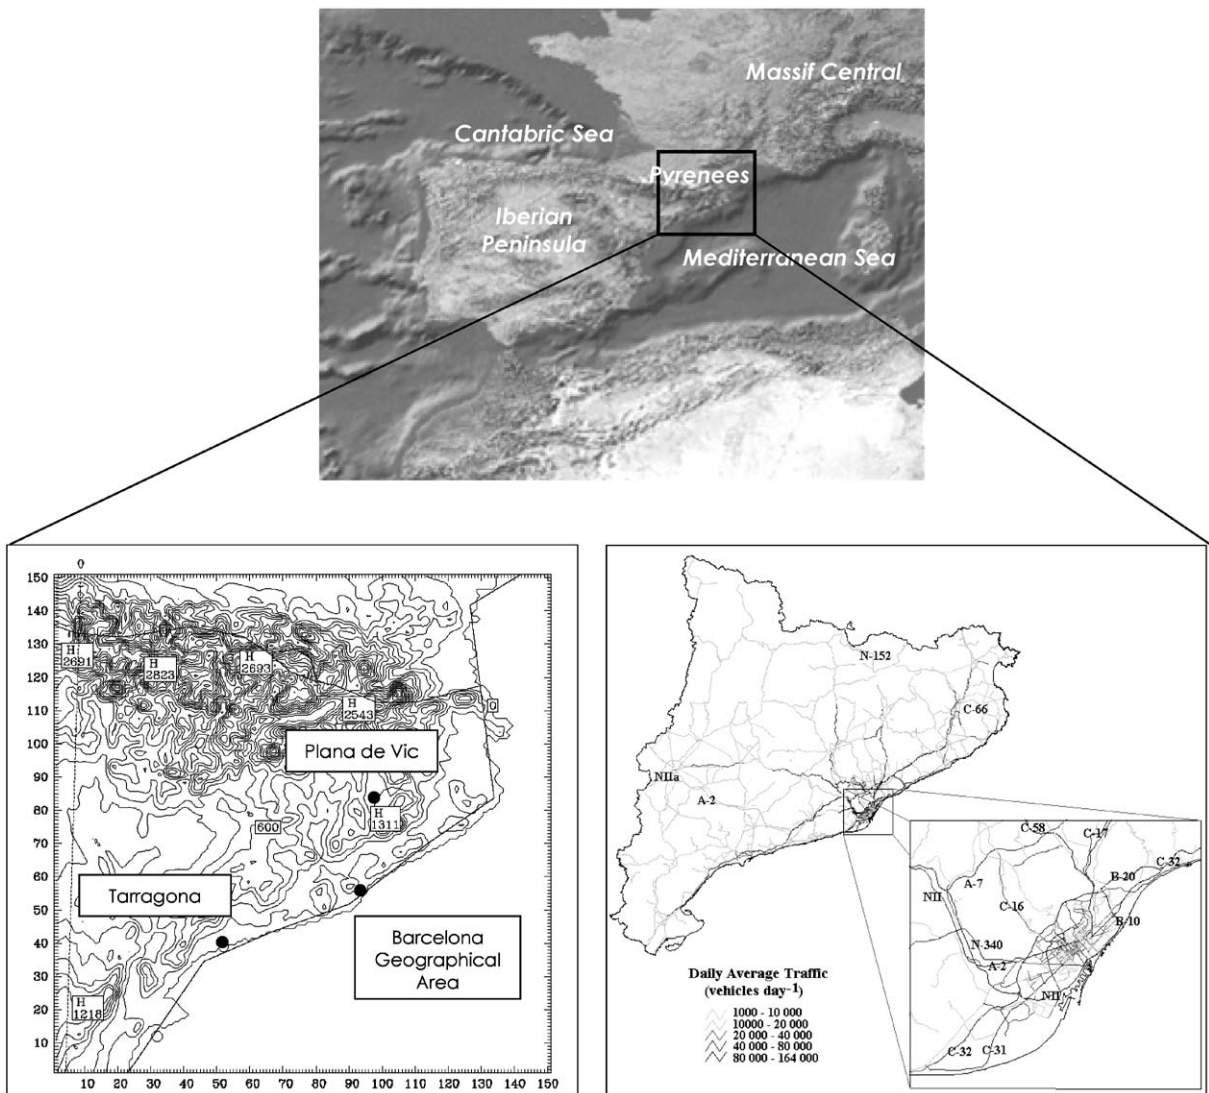 Massif Central
Cantabric Sea
Pyrenees
Iberian
Peninsula
Mediterranean Sea
0
150
140
130
120
110
100
90
80
70
60
50
40
30
20
10
H
2691
H
2823
H
2693
H
2543
0
Plana de Vic
H
1311
600
Tarragona
Barcelona
Geographical
Area
H
1218
10 20 30 40 50 60 70 80 90 100 110 120 130 140 151
N-152
C-66
NIIa
A-2
Daily Average Traffic
(vehicles day-1)
1000 - 10 000
10000 - 20 000
20 000 - 40 000
40 000 - 80 000
80 000 - 164 000
C-58
C-17
C-32
B-20
A-7
NII
C-16
B-10
N-340
A-2
NII
C-32
C-31